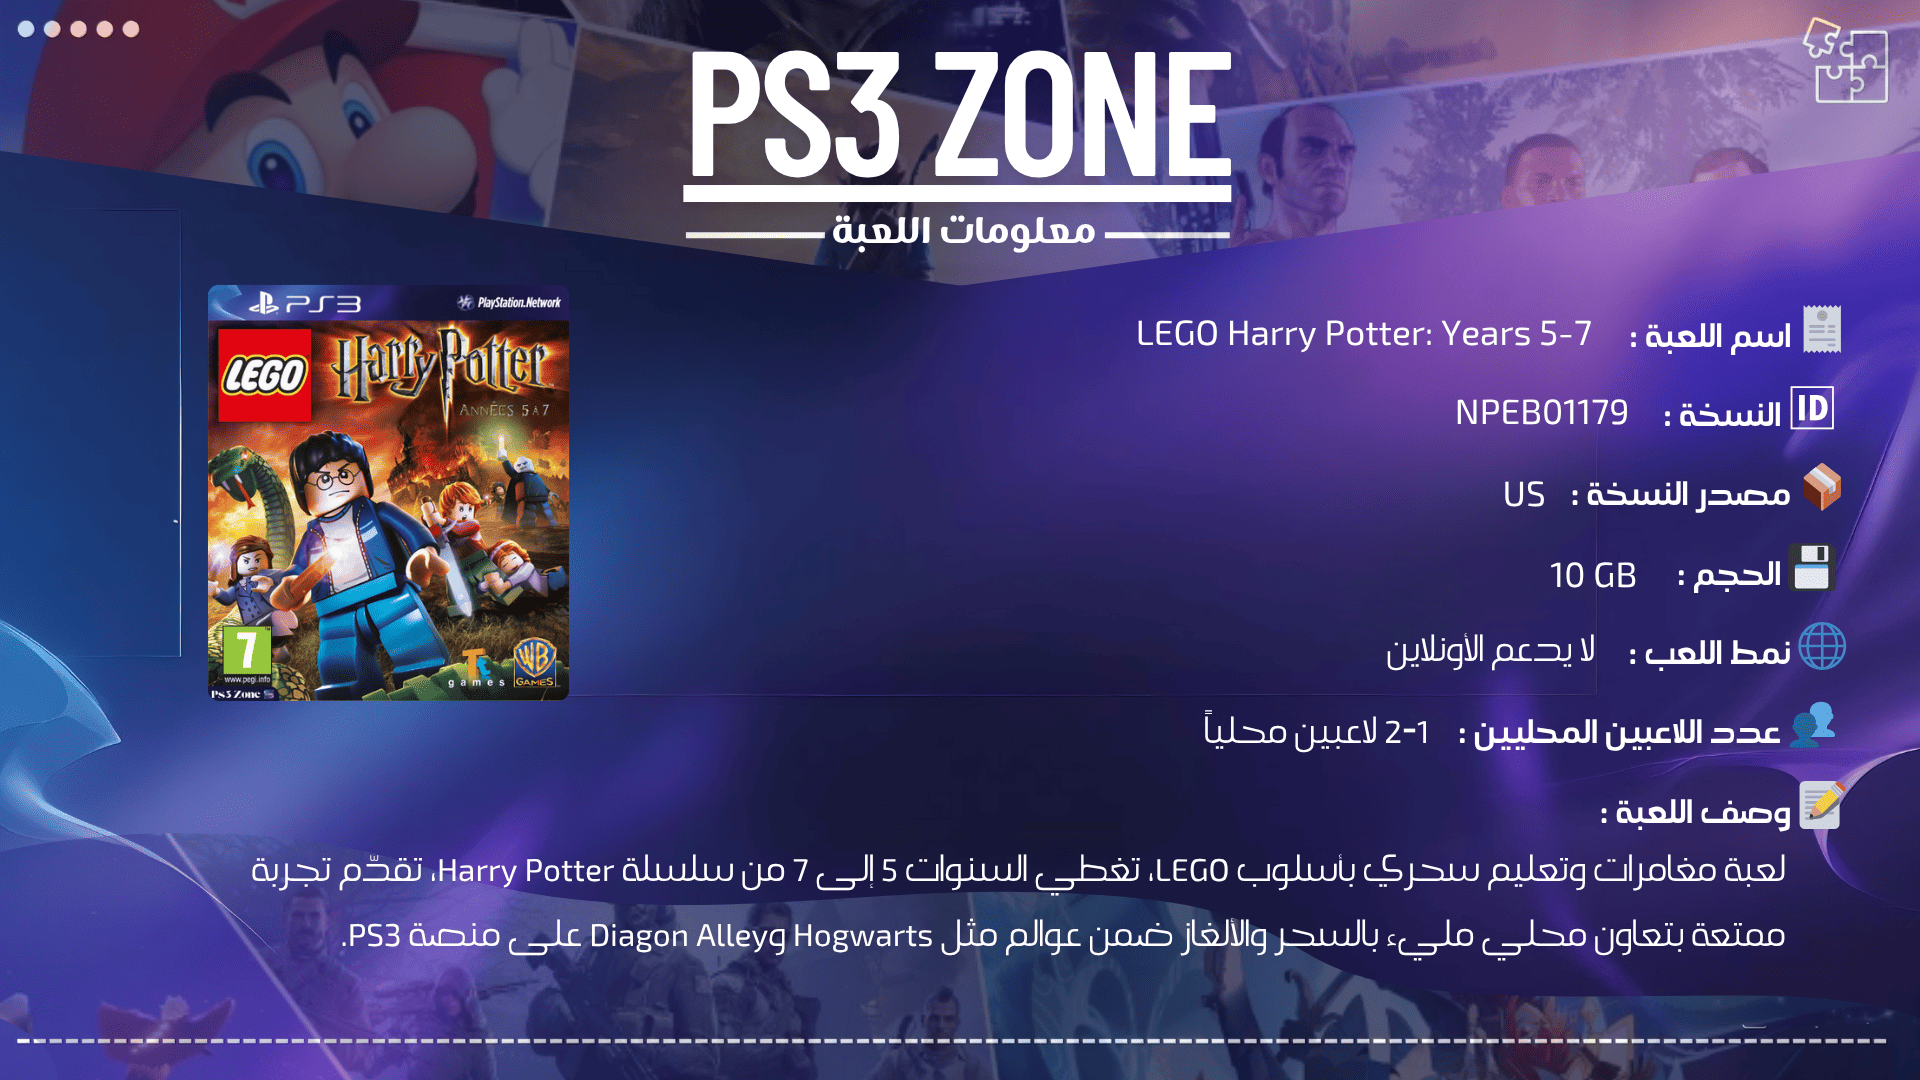 PS3 ZONE
معلومات اللعبة
PS3 PlayStation.Network
LEGO Harry Potter
ANNÉES 5 À 7
7
www.pegi.info
games
WB GAMES
Ps3 Zone
اسم اللعبة : LEGO Harry Potter: Years 5-7
ID النسخة : NPEB01179
مصدر النسخة : US
الحجم : 10 GB
نمط اللعب : لا يدعم الأونلاين
عدد اللاعبين المحليين : 1-2 لاعبين محلياً
وصف اللعبة :
لعبة مغامرات وتعليم سحري بأسلوب LEGO، تغطي السنوات 5 إلى 7 من سلسلة Harry Potter، تقدّم تجربة
ممتعة بتعاون محلي مليء بالسحر والألغاز ضمن عوالم مثل Hogwarts وDiagon Alley على منصة PS3.